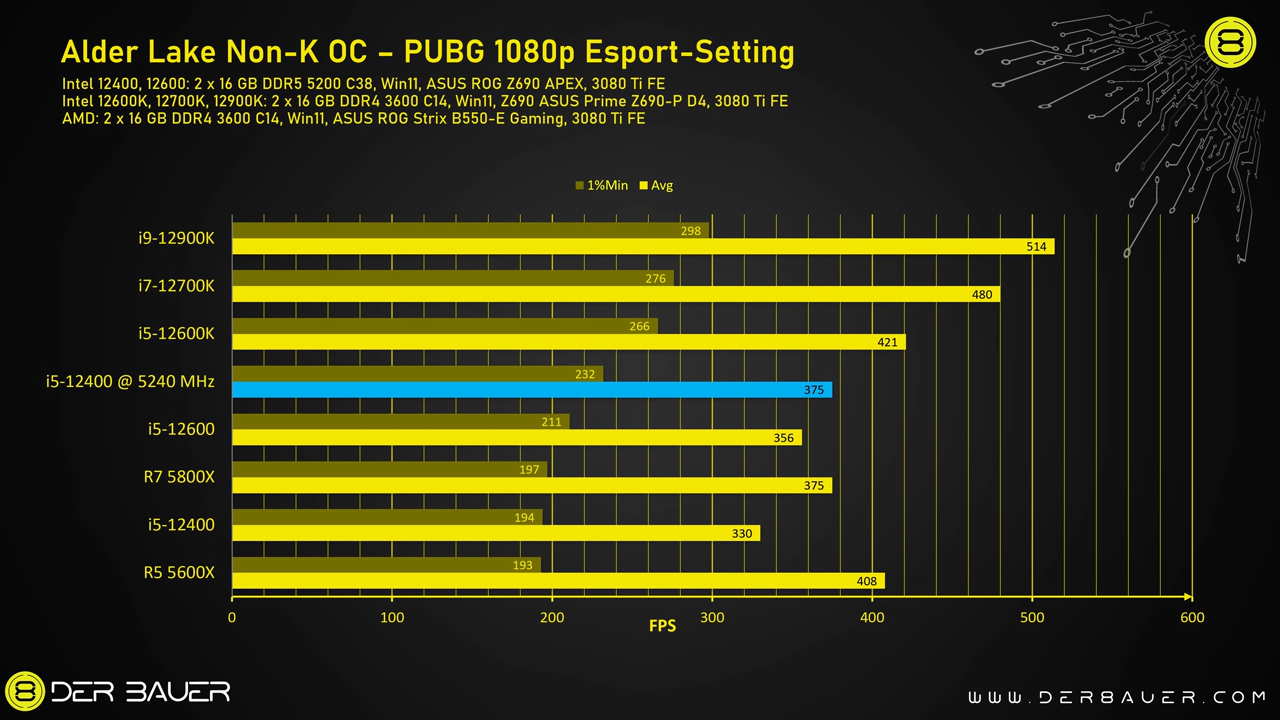 Alder Lake Non-K OC – PUBG 1080p Esport-Setting
Intel 12400, 12600: 2 x 16 GB DDR5 5200 C38, Win11, ASUS ROG Z690 APEX, 3080 Ti FE
Intel 12600K, 12700K, 12900K: 2 x 16 GB DDR4 3600 C14, Win11, Z690 ASUS Prime Z690-P D4, 3080 Ti FE
AMD: 2 x 16 GB DDR4 3600 C14, Win11, ASUS ROG Strix B550-E Gaming, 3080 Ti FE
8
1%Min Avg
i9-12900K 298 514
i7-12700K 276 480
i5-12600K 266 421
i5-12400 @ 5240 MHz 232 375
i5-12600 211 356
R7 5800X 197 375
i5-12400 194 330
R5 5600X 193 408
0 100 200 300 400 500 600
FPS
8 DER 8AUER
WWW.DER8AUER.COM